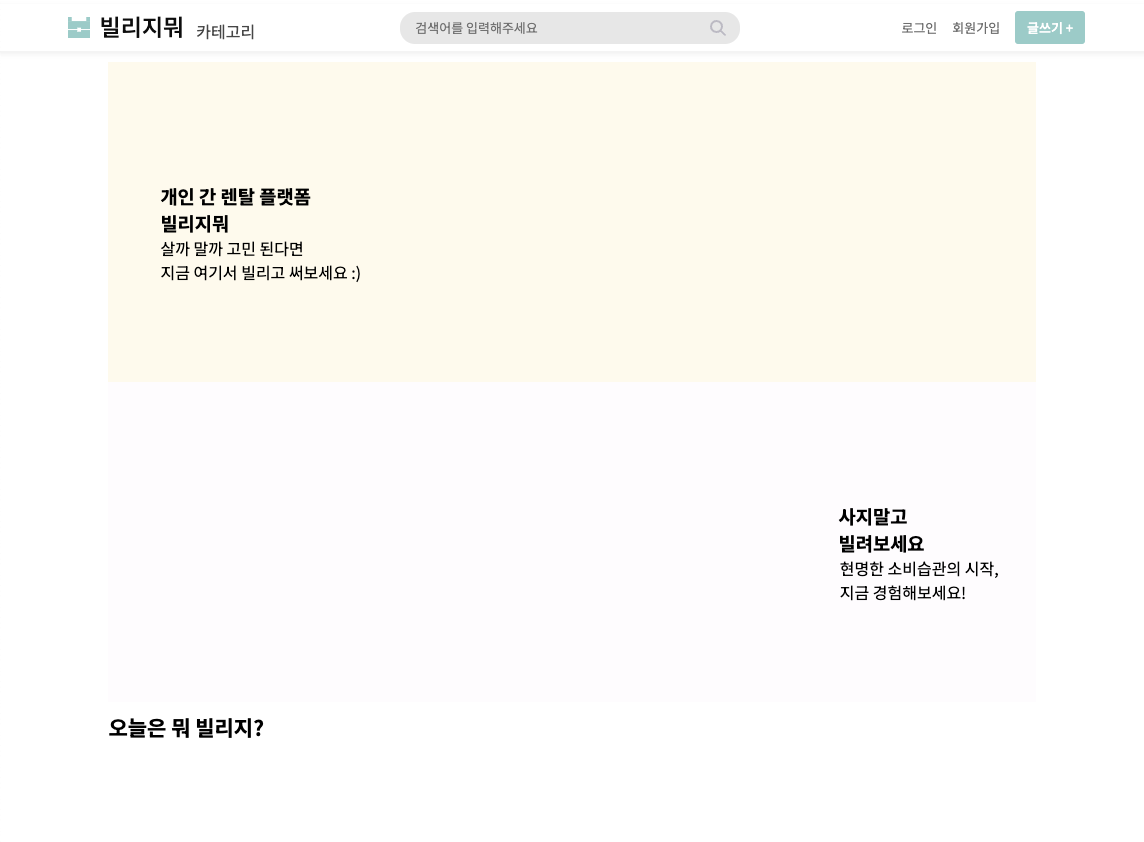 빌리지뭐 카테고리 검색어를 입력해주세요 로그인 회원가입 글쓰기 +
개인 간 렌탈 플랫폼
빌리지뭐
살까 말까 고민 된다면
지금 여기서 빌리고 써보세요 :)
사지말고
빌려보세요
현명한 소비습관의 시작,
지금 경험해보세요!
오늘은 뭐 빌리지?